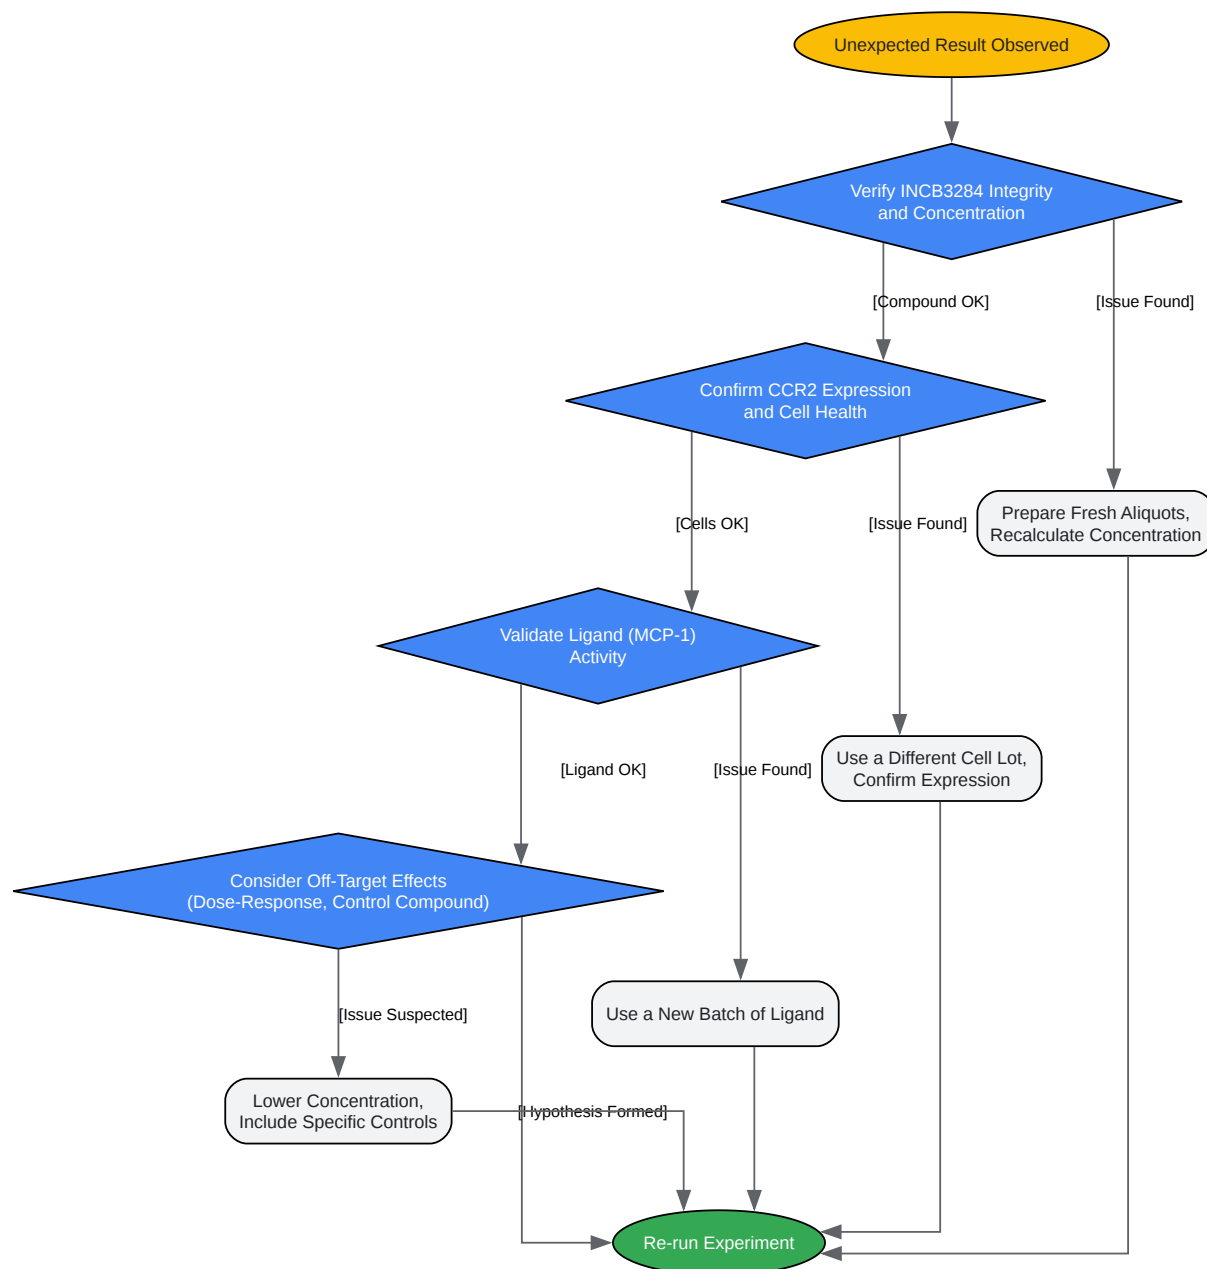 Unexpected Result Observed
Verify INCB3284 Integrity
and Concentration
[Compound OK]
[Issue Found]
Confirm CCR2 Expression
and Cell Health
[Cells OK]
[Issue Found]
Prepare Fresh Aliquots,
Recalculate Concentration
Validate Ligand (MCP-1)
Activity
[Ligand OK]
[Issue Found]
Use a Different Cell Lot,
Confirm Expression
Consider Off-Target Effects
(Dose-Response, Control Compound)
[Issue Suspected]
Use a New Batch of Ligand
Lower Concentration,
Include Specific Controls
[Hypothesis Formed]
Re-run Experiment